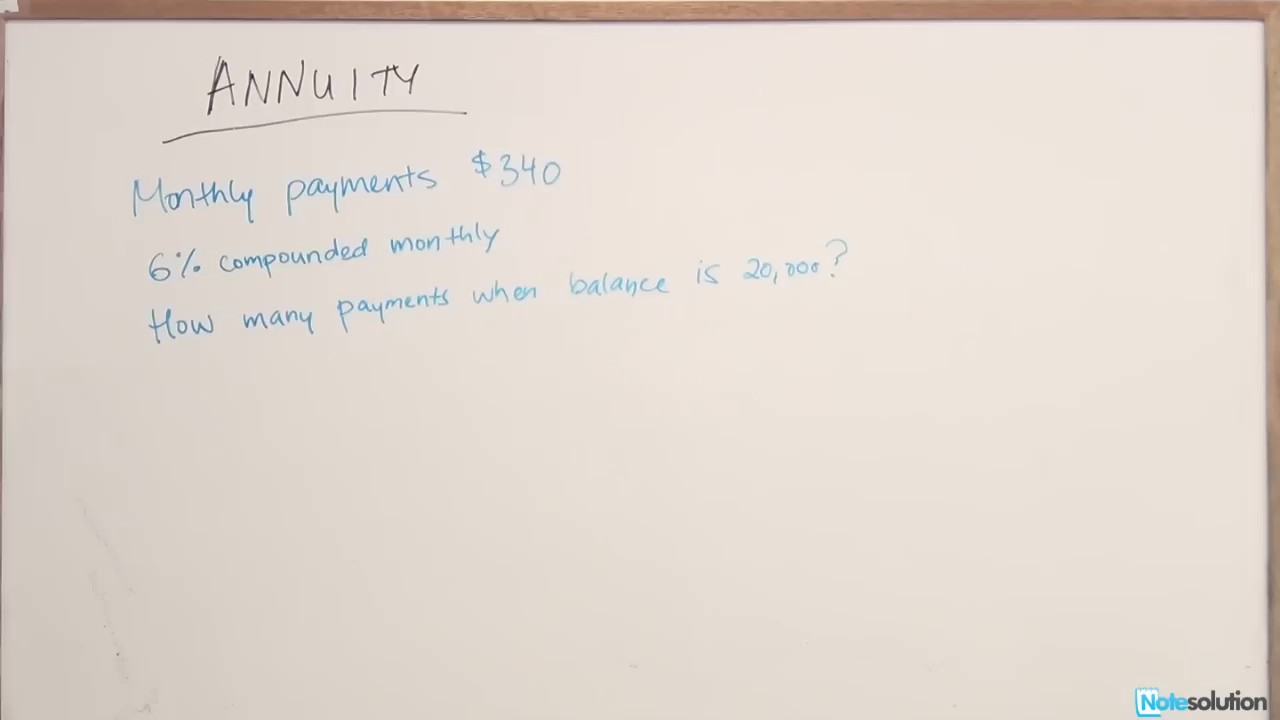 ANNUITY
Monthly payments $340
6% compounded monthly
How many payments when balance is 20,000?
Notesolution